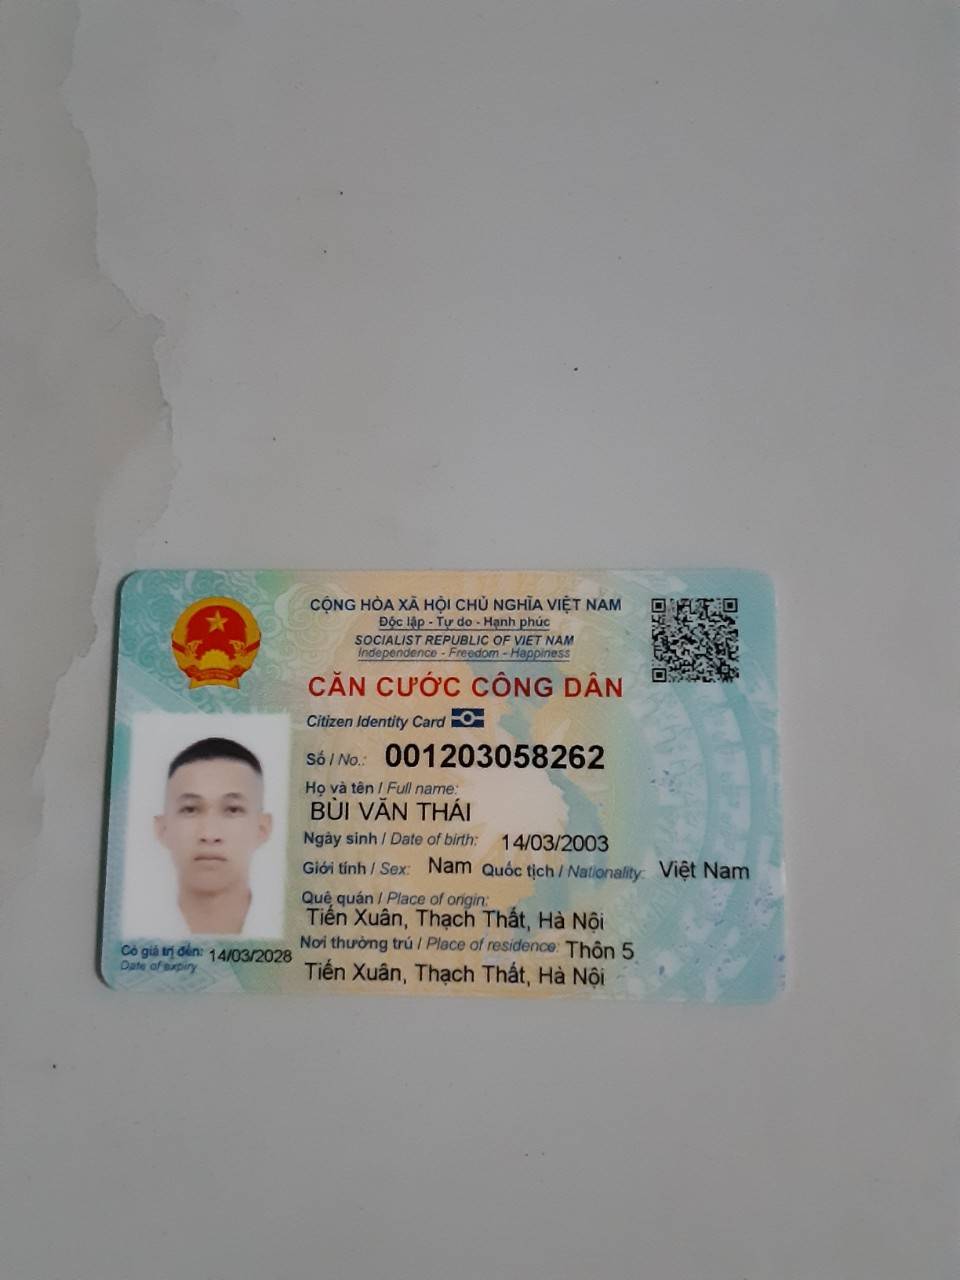 CỘNG HÒA XÃ HỘI CHỦ NGHĨA VIỆT NAM
Độc lập - Tự do - Hạnh phúc
SOCIALIST REPUBLIC OF VIET NAM
Independence - Freedom - Happiness
CĂN CƯỚC CÔNG DÂN
Citizen Identity Card
Số / No.: 001203058262
Họ và tên / Full name:
BÙI VĂN THÁI
Ngày sinh / Date of birth: 14/03/2003
Giới tính / Sex: Nam Quốc tịch / Nationality: Việt Nam
Quê quán / Place of origin:
Tiến Xuân, Thạch Thất, Hà Nội
Nơi thường trú / Place of residence: Thôn 5
Tiến Xuân, Thạch Thất, Hà Nội
Có giá trị đến: 14/03/2028
Date of expiry